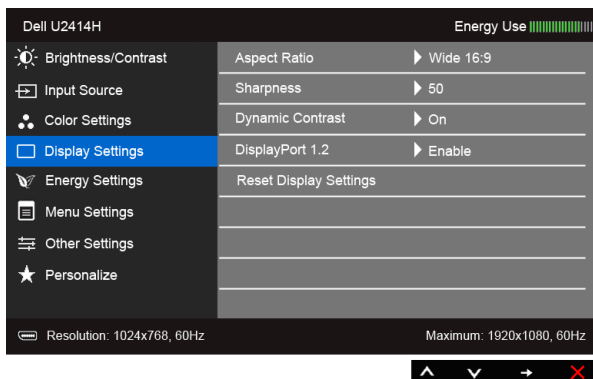 Dell U2414H Energy Use
Brightness/Contrast Aspect Ratio Wide 16:9
Input Source Sharpness 50
Color Settings Dynamic Contrast On
Display Settings DisplayPort 1.2 Enable
Energy Settings Reset Display Settings
Menu Settings
Other Settings
Personalize
Resolution: 1024x768, 60Hz Maximum: 1920x1080, 60Hz